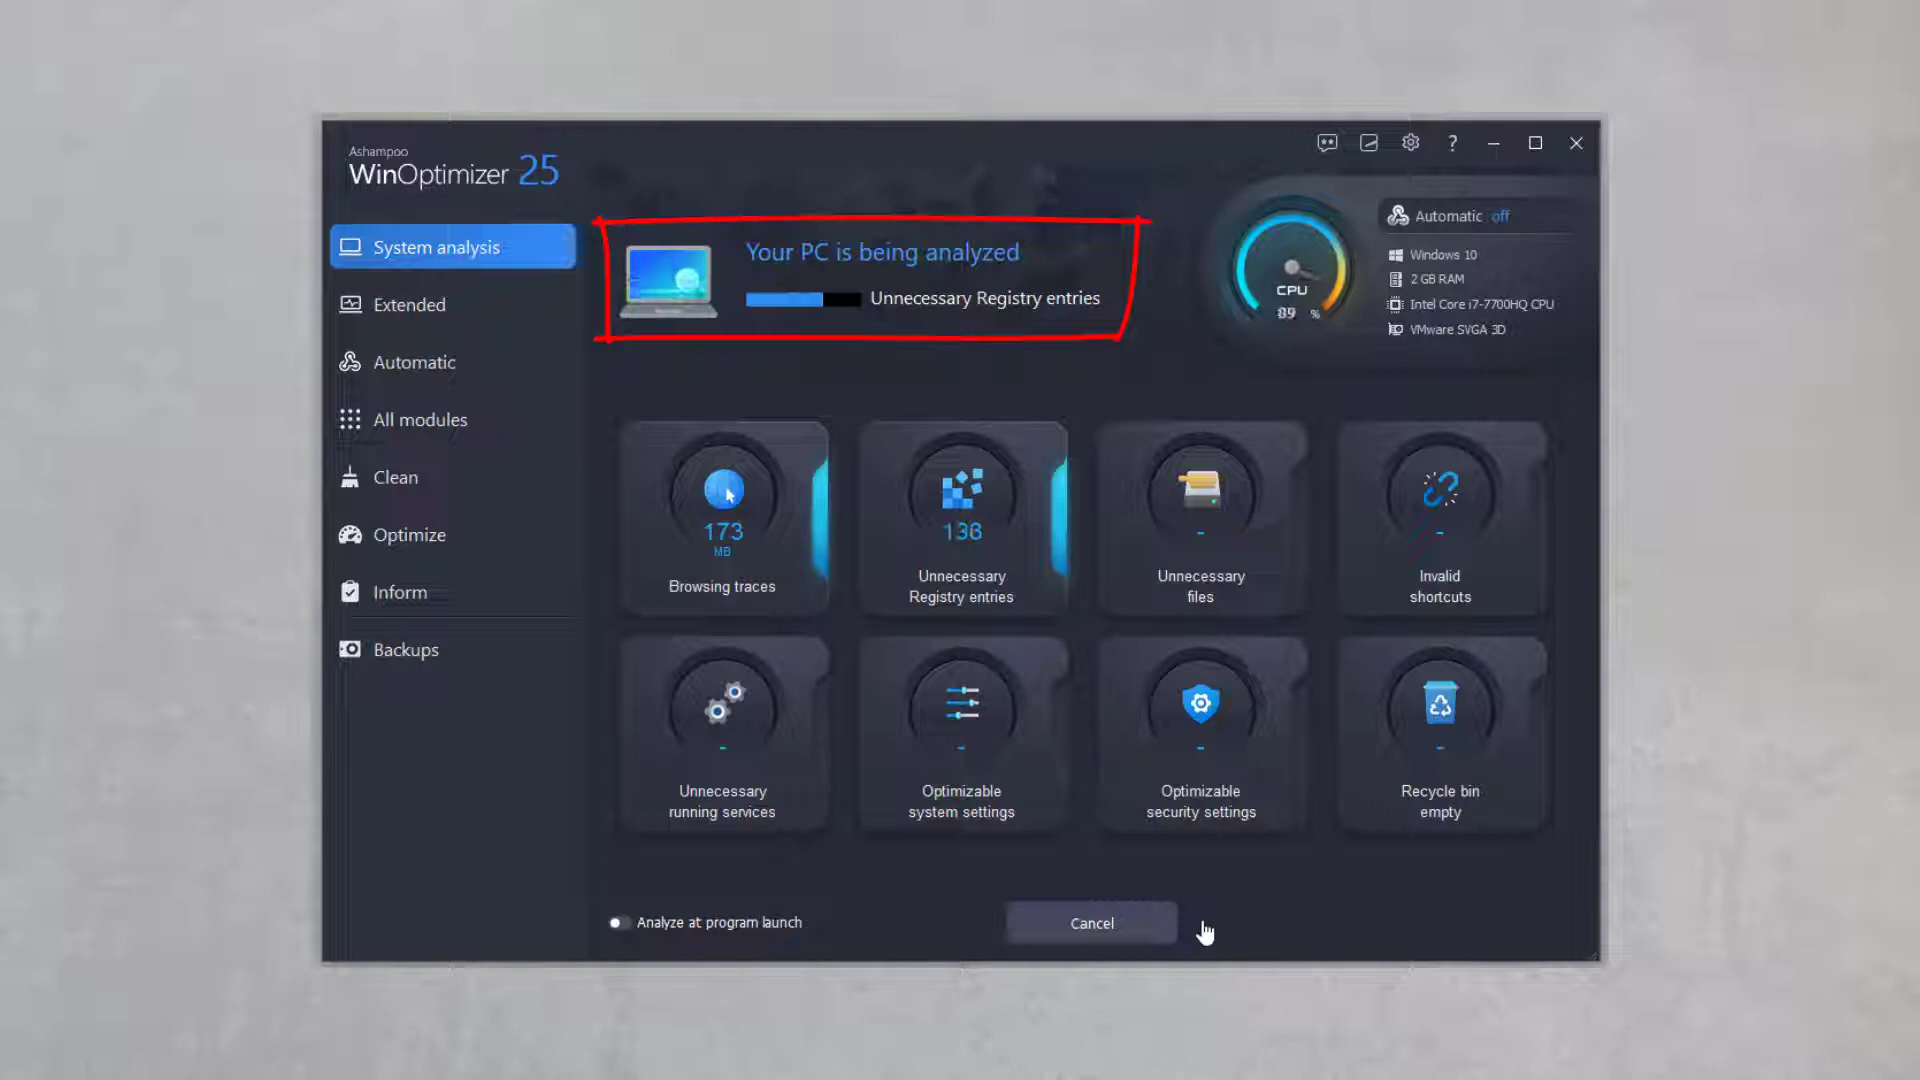 Ashampoo
WinOptimizer 25
System analysis
Extended
Automatic
All modules
Clean
Optimize
Inform
Backups
Your PC is being analyzed
Unnecessary Registry entries
CPU
%
Automatic off
Windows 10
2 GB RAM
Intel Core i7-7700HQ CPU
VMware SVGA 3D
173
MB
Browsing traces
Unnecessary
Registry entries
-
Unnecessary
files
-
Invalid
shortcuts
-
Unnecessary
running services
-
Optimizable
system settings
-
Optimizable
security settings
-
Recycle bin
empty
Analyze at program launch
Cancel